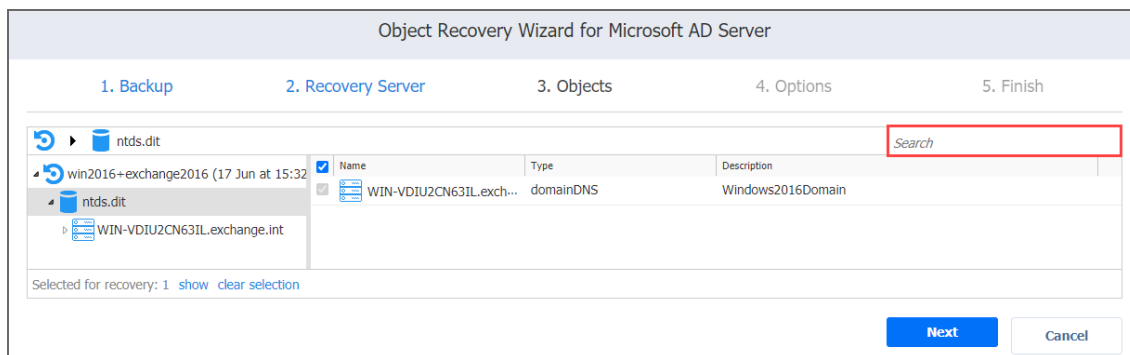 Object Recovery Wizard for Microsoft AD Server
1. Backup 2. Recovery Server 3. Objects 4. Options 5. Finish
ntds.dit Search
win2016+exchange2016 (17 Jun at 15:32 Name Type Description
WIN-VDIU2CN63IL.exch... domainDNS Windows2016Domain
ntds.dit
WIN-VDIU2CN63IL.exchange.int
Selected for recovery: 1 show clear selection
Next Cancel